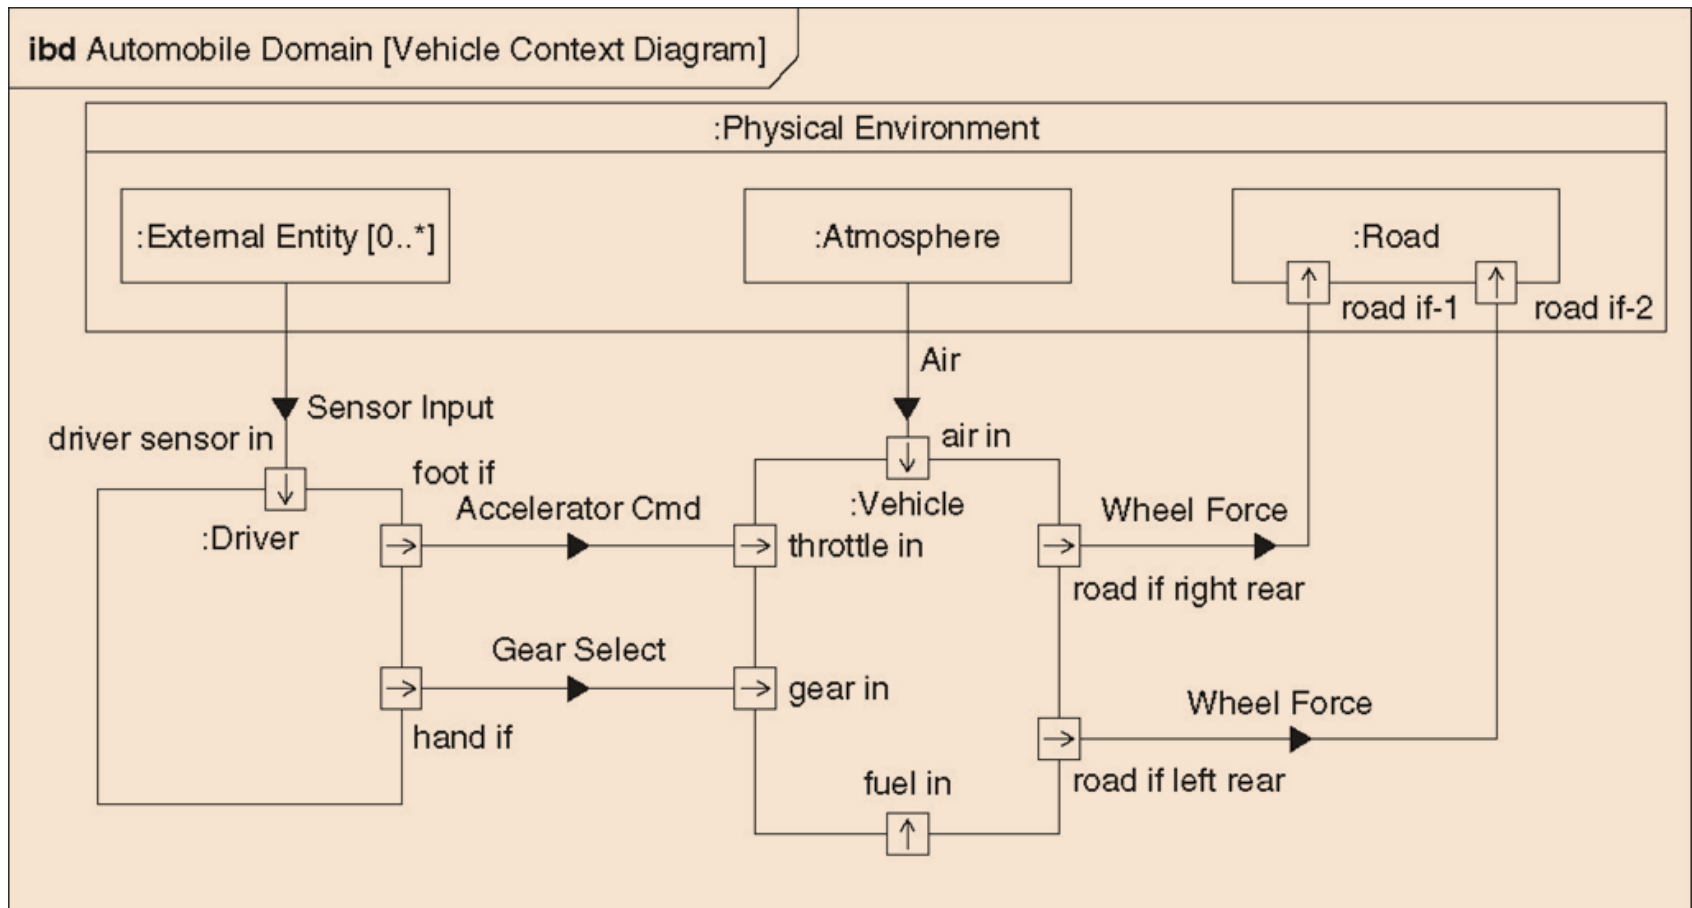 ibd Automobile Domain [Vehicle Context Diagram]
:Physical Environment
:External Entity [0..*]
:Atmosphere
:Road
road if-1
road if-2
Air
Sensor Input
driver sensor in
air in
foot if
Accelerator Cmd
:Vehicle
Wheel Force
:Driver
throttle in
road if right rear
Gear Select
gear in
Wheel Force
hand if
road if left rear
fuel in